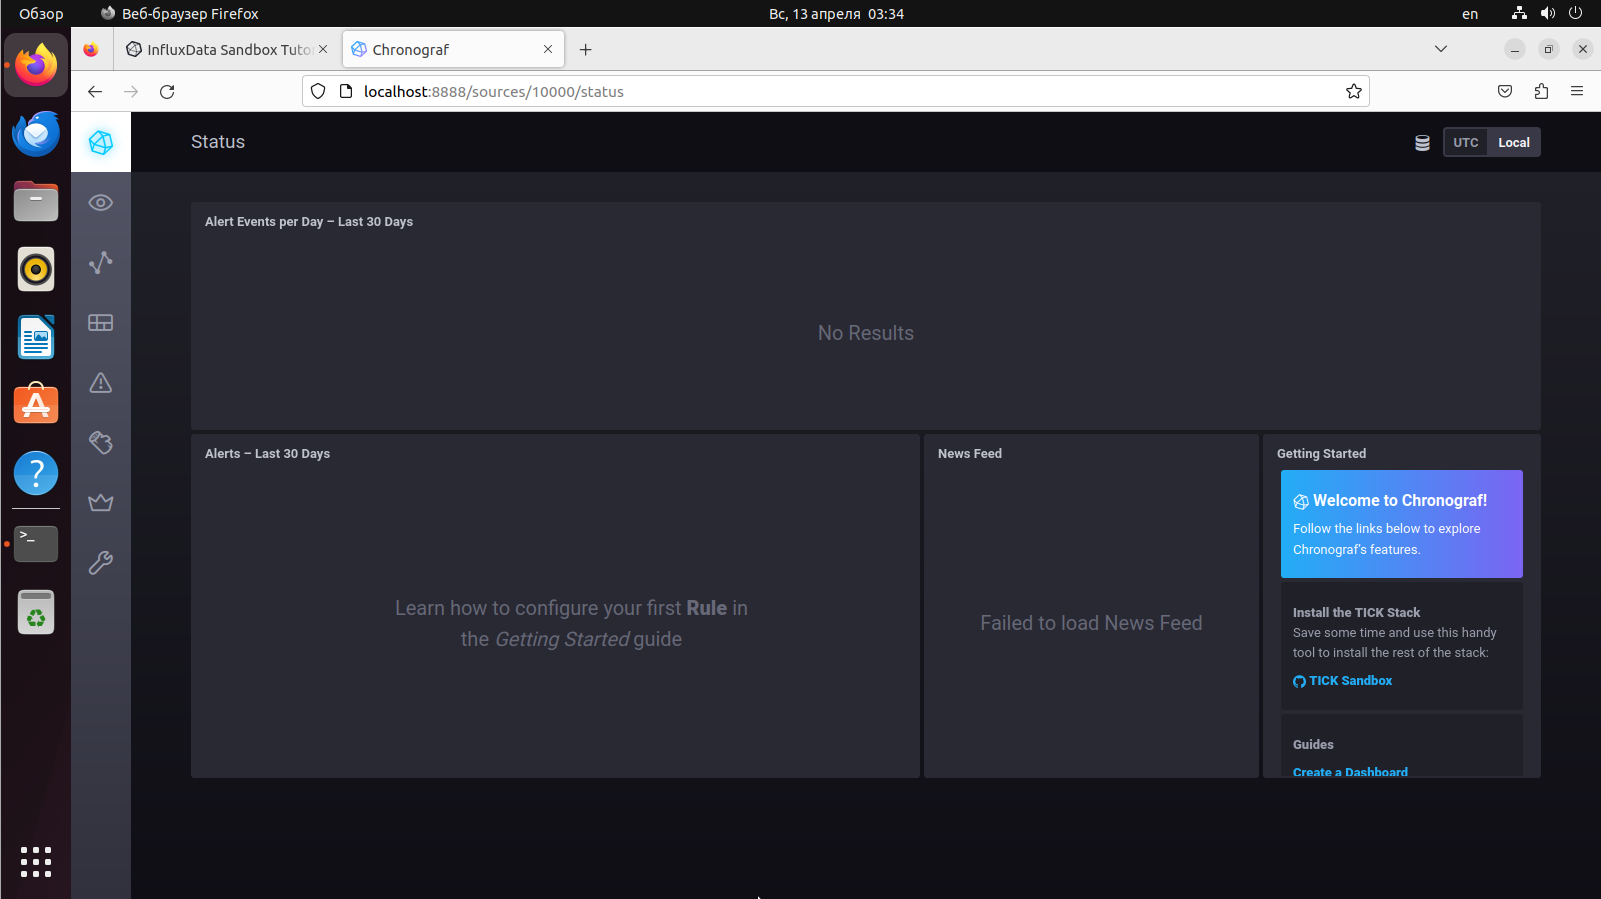 Обзор
Веб-браузер Firefox
Вс, 13 апреля 03:34
en
InfluxData Sandbox Tuto
Chronograf
localhost:8888/sources/10000/status
Status
UTC
Local
Alert Events per Day – Last 30 Days
No Results
Alerts – Last 30 Days
Learn how to configure your first Rule in
the Getting Started guide
News Feed
Failed to load News Feed
Getting Started
Welcome to Chronograf!
Follow the links below to explore
Chronograf's features.
Install the TICK Stack
Save some time and use this handy
tool to install the rest of the stack:
TICK Sandbox
Guides
Create a Dashboard